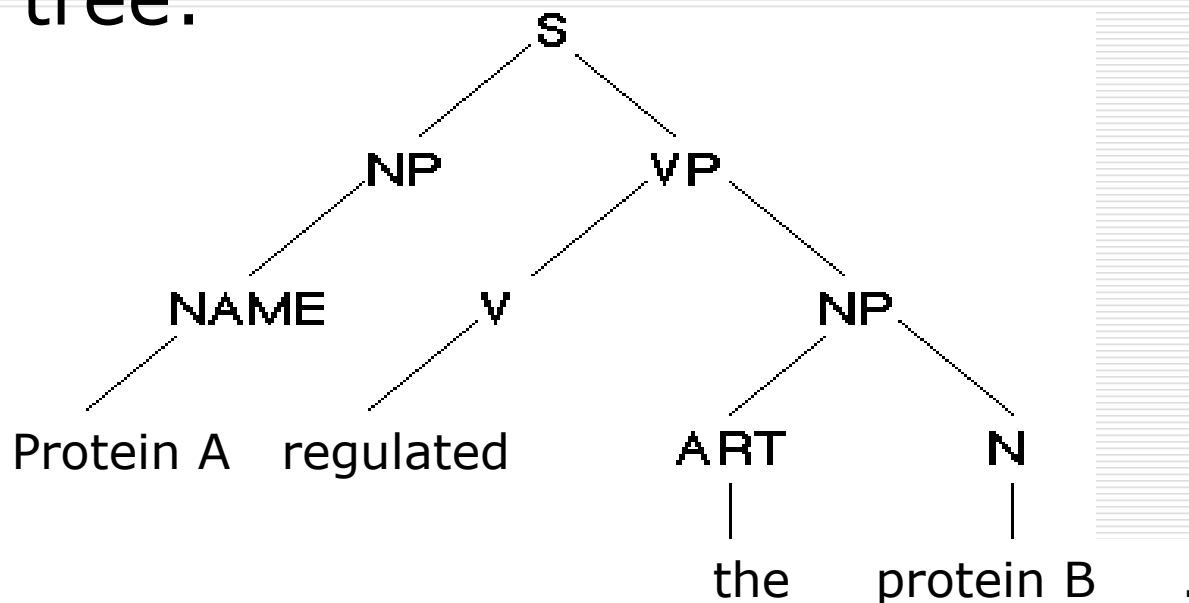 tree:
S
NP VP
NAME V NP
Protein A regulated ART N
the protein B .